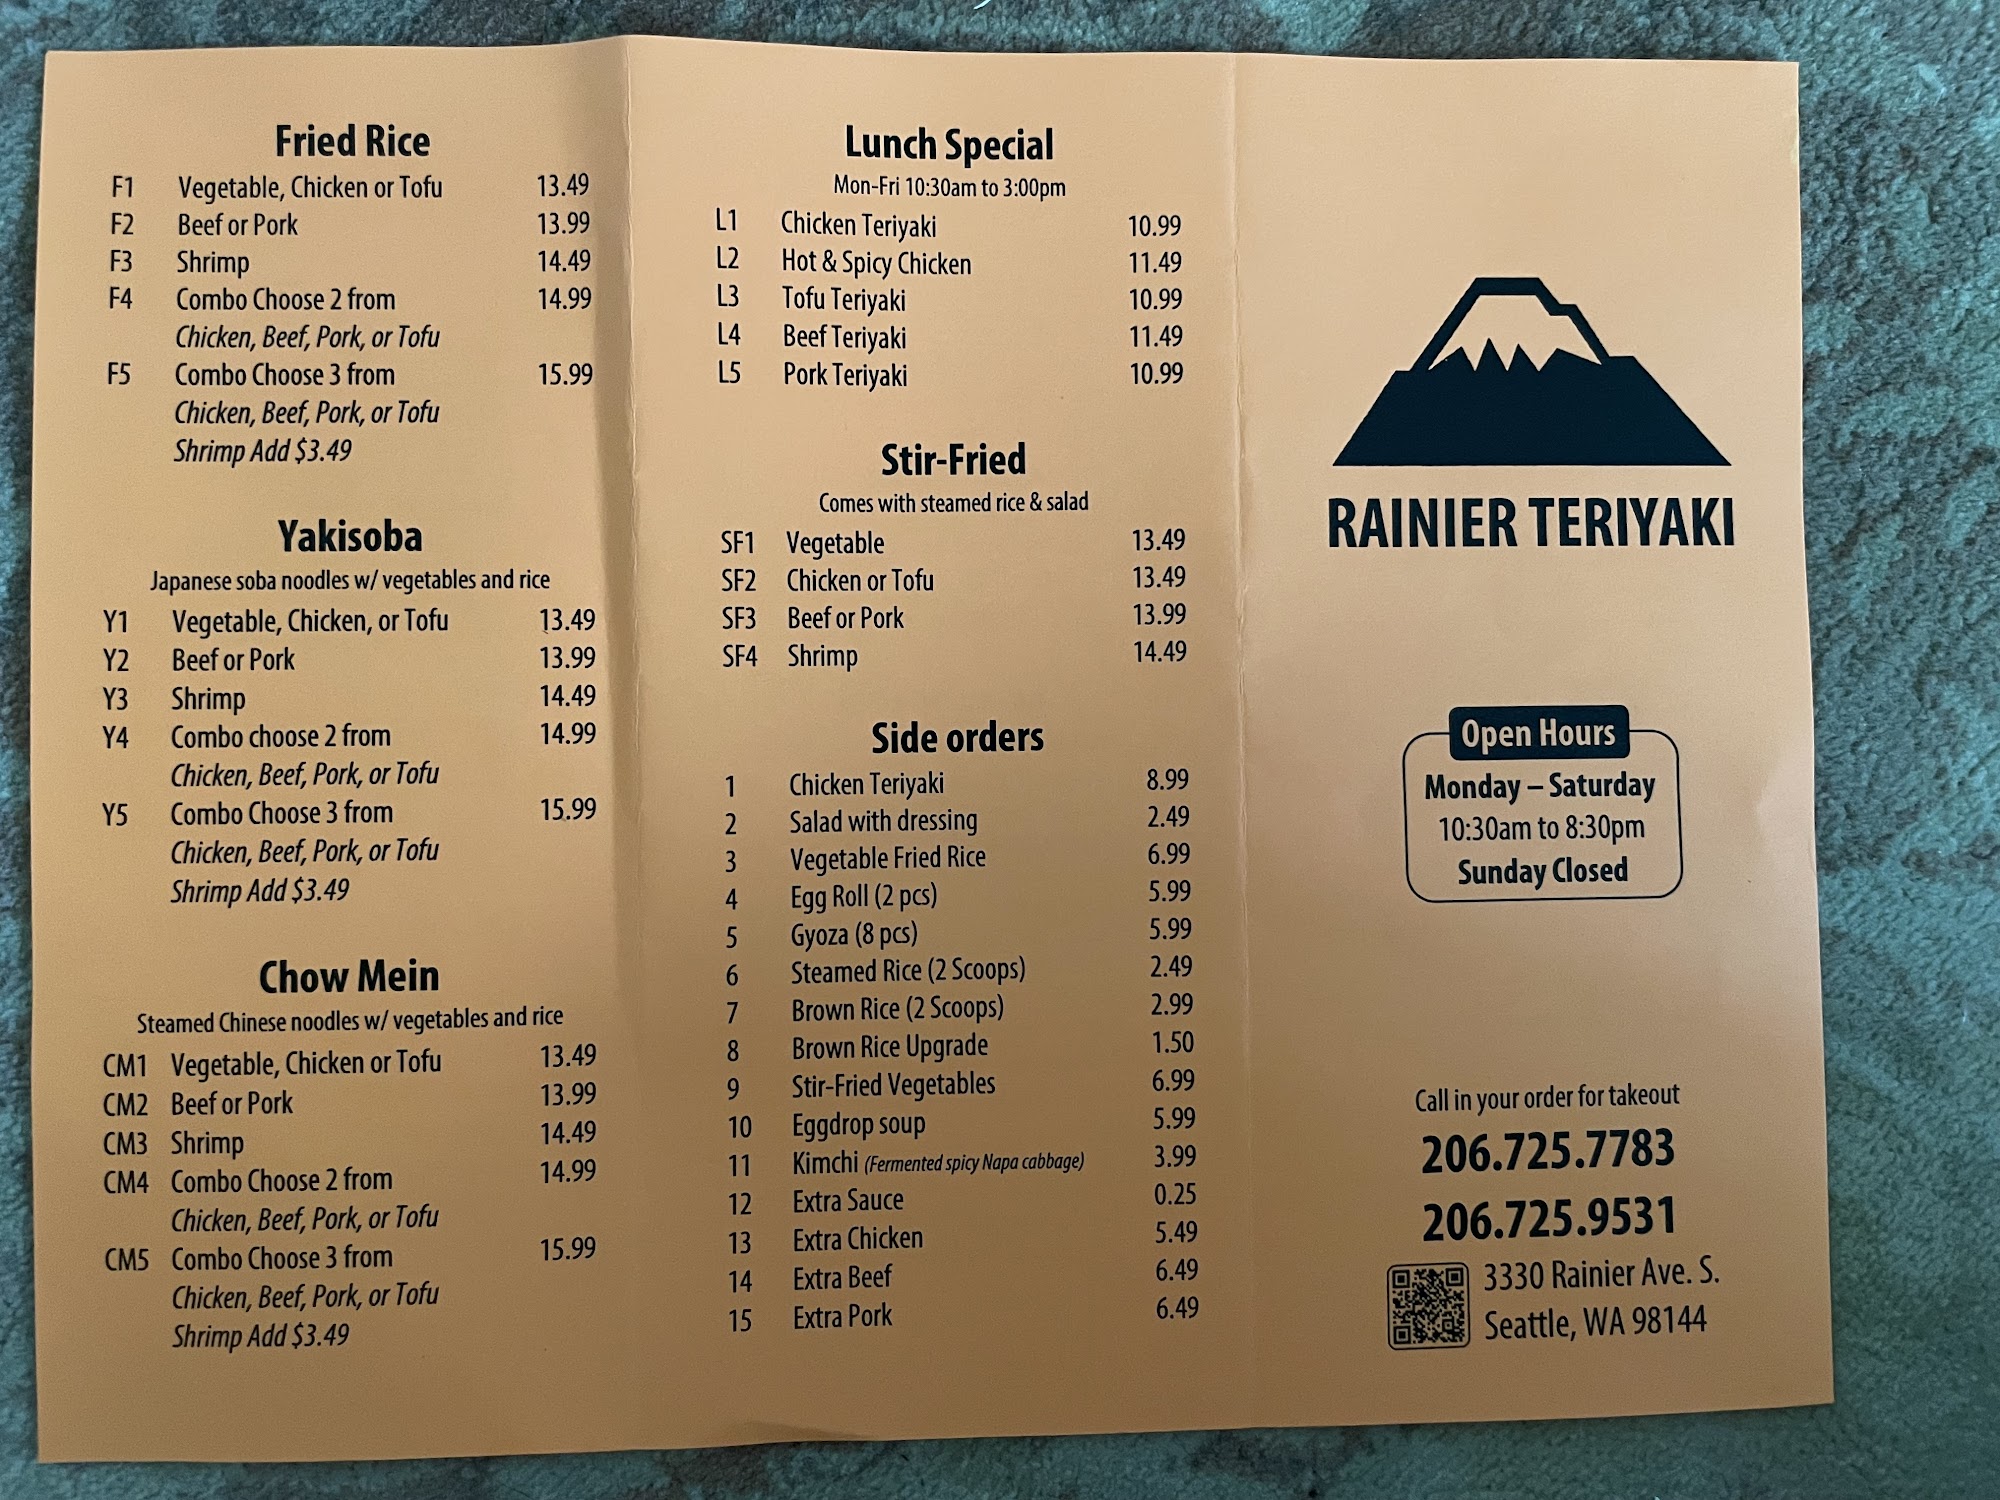 Fried Rice
F1 Vegetable, Chicken or Tofu 13.49
F2 Beef or Pork 13.99
F3 Shrimp 14.49
F4 Combo Choose 2 from 14.99
Chicken, Beef, Pork, or Tofu
F5 Combo Choose 3 from 15.99
Chicken, Beef, Pork, or Tofu
Shrimp Add $3.49
Yakisoba
Japanese soba noodles w/ vegetables and rice
Y1 Vegetable, Chicken, or Tofu 13.49
Y2 Beef or Pork 13.99
Y3 Shrimp 14.49
Y4 Combo choose 2 from 14.99
Chicken, Beef, Pork, or Tofu
Y5 Combo Choose 3 from 15.99
Chicken, Beef, Pork, or Tofu
Shrimp Add $3.49
Chow Mein
Steamed Chinese noodles w/ vegetables and rice
CM1 Vegetable, Chicken or Tofu 13.49
CM2 Beef or Pork 13.99
CM3 Shrimp 14.49
CM4 Combo Choose 2 from 14.99
Chicken, Beef, Pork, or Tofu
CM5 Combo Choose 3 from 15.99
Chicken, Beef, Pork, or Tofu
Shrimp Add $3.49
Lunch Special
Mon-Fri 10:30am to 3:00pm
L1 Chicken Teriyaki 10.99
L2 Hot & Spicy Chicken 11.49
L3 Tofu Teriyaki 10.99
L4 Beef Teriyaki 11.49
L5 Pork Teriyaki 10.99
Stir-Fried
Comes with steamed rice & salad
SF1 Vegetable 13.49
SF2 Chicken or Tofu 13.49
SF3 Beef or Pork 13.99
SF4 Shrimp 14.49
Side orders
1 Chicken Teriyaki 8.99
2 Salad with dressing 2.49
3 Vegetable Fried Rice 6.99
4 Egg Roll (2 pcs) 5.99
5 Gyoza (8 pcs) 5.99
6 Steamed Rice (2 Scoops) 2.49
7 Brown Rice (2 Scoops) 2.99
8 Brown Rice Upgrade 1.50
9 Stir-Fried Vegetables 6.99
10 Eggdrop soup 5.99
11 Kimchi (Fermented spicy Napa cabbage) 3.99
12 Extra Sauce 0.25
13 Extra Chicken 5.49
14 Extra Beef 6.49
15 Extra Pork 6.49
RAINIER TERIYAKI
Open Hours
Monday – Saturday
10:30am to 8:30pm
Sunday Closed
Call in your order for takeout
206.725.7783
206.725.9531
3330 Rainier Ave. S.
Seattle, WA 98144